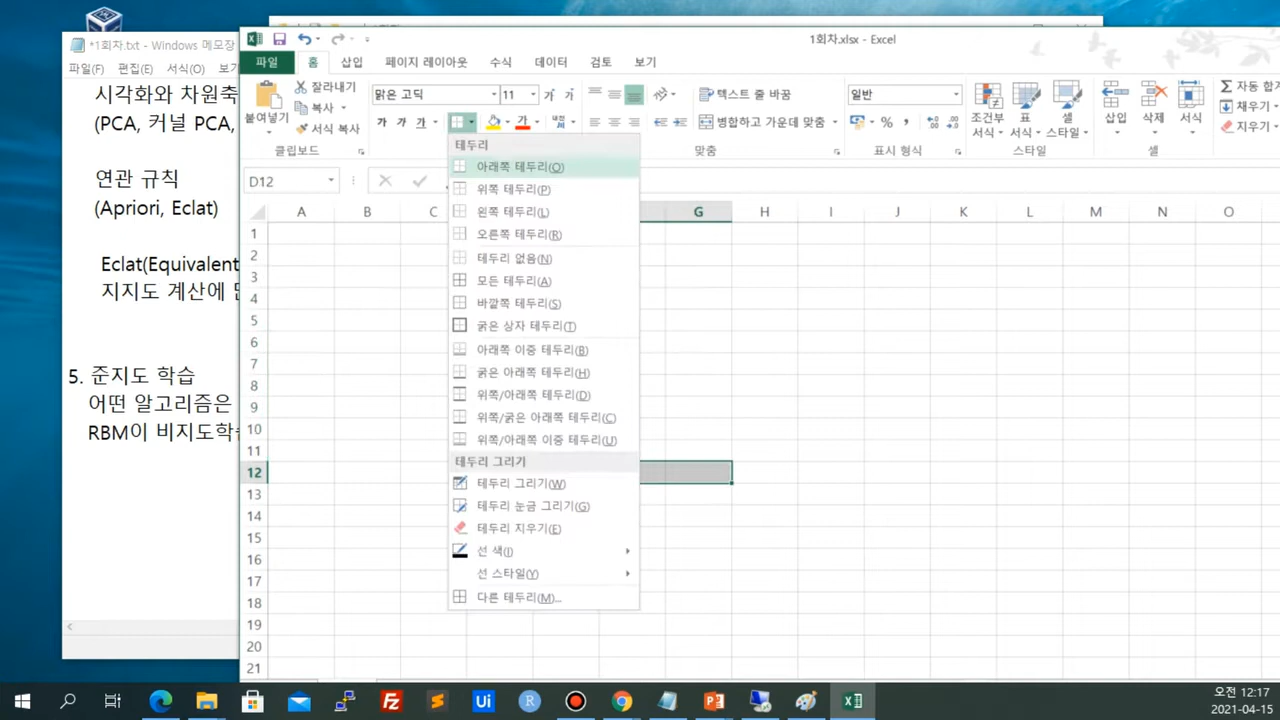 *1회차.txt - Windows 메모장
파일(F) 편집(E) 서식(O) 보기
시각화와 차원축
(PCA, 커널 PCA,
연관 규칙
(Apriori, Eclat)
Eclat(Equivalent
지지도 계산에
5. 준지도 학습
어떤 알고리즘은
RBM이 비지도학
1회차.xlsx - Excel
파일 홈 삽입 페이지 레이아웃 수식 데이터 검토 보기
붙여넣기
잘라내기
복사
서식 복사
클립보드
맑은 고딕 11
가 가
가 가 가
텍스트 줄 바꿈
병합하고 가운데 맞춤
맞춤
일반
% ,
표시 형식
조건부 서식
표 서식
셀 스타일
스타일
삽입 삭제 서식
셀
Σ 자동 합계
채우기
지우기
D12
테두리
아래쪽 테두리(O)
위쪽 테두리(P)
왼쪽 테두리(L)
오른쪽 테두리(R)
테두리 없음(N)
모든 테두리(A)
바깥쪽 테두리(S)
굵은 상자 테두리(T)
아래쪽 이중 테두리(B)
굵은 아래쪽 테두리(H)
위쪽/아래쪽 테두리(D)
위쪽/굵은 아래쪽 테두리(C)
위쪽/아래쪽 이중 테두리(U)
테두리 그리기
테두리 그리기(W)
테두리 눈금 그리기(G)
테두리 지우기(E)
선 색(I)
선 스타일(Y)
다른 테두리(M)...
A B C G H I J K L M N O
1
2
3
4
5
6
7
8
9
10
11
12
13
14
15
16
17
18
19
20
21
Fz Ui R
오전 12:17
2021-04-15